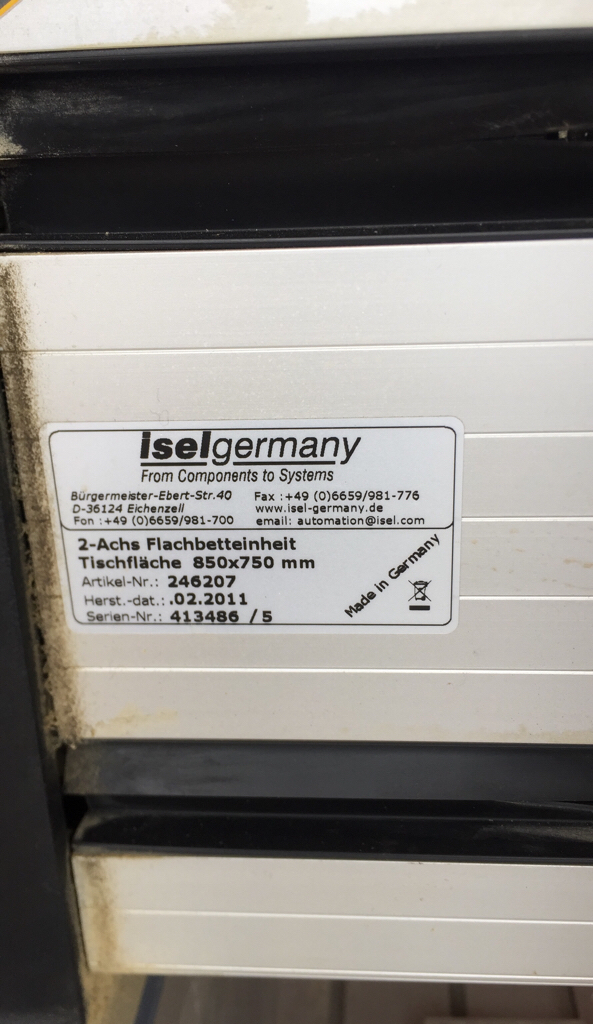 iselgermany
From Components to Systems
Bürgermeister-Ebert-Str.40 Fax :+49 (0)6659/981-776
D-36124 Eichenzell www.isel-germany.de
Fon :+49 (0)6659/981-700 email: automation@isel.com
2-Achs Flachbetteinheit
Tischfläche 850x750 mm
Artikel-Nr.: 246207
Herst.-dat.: .02.2011
Serien-Nr.: 413486 / 5
Made in Germany